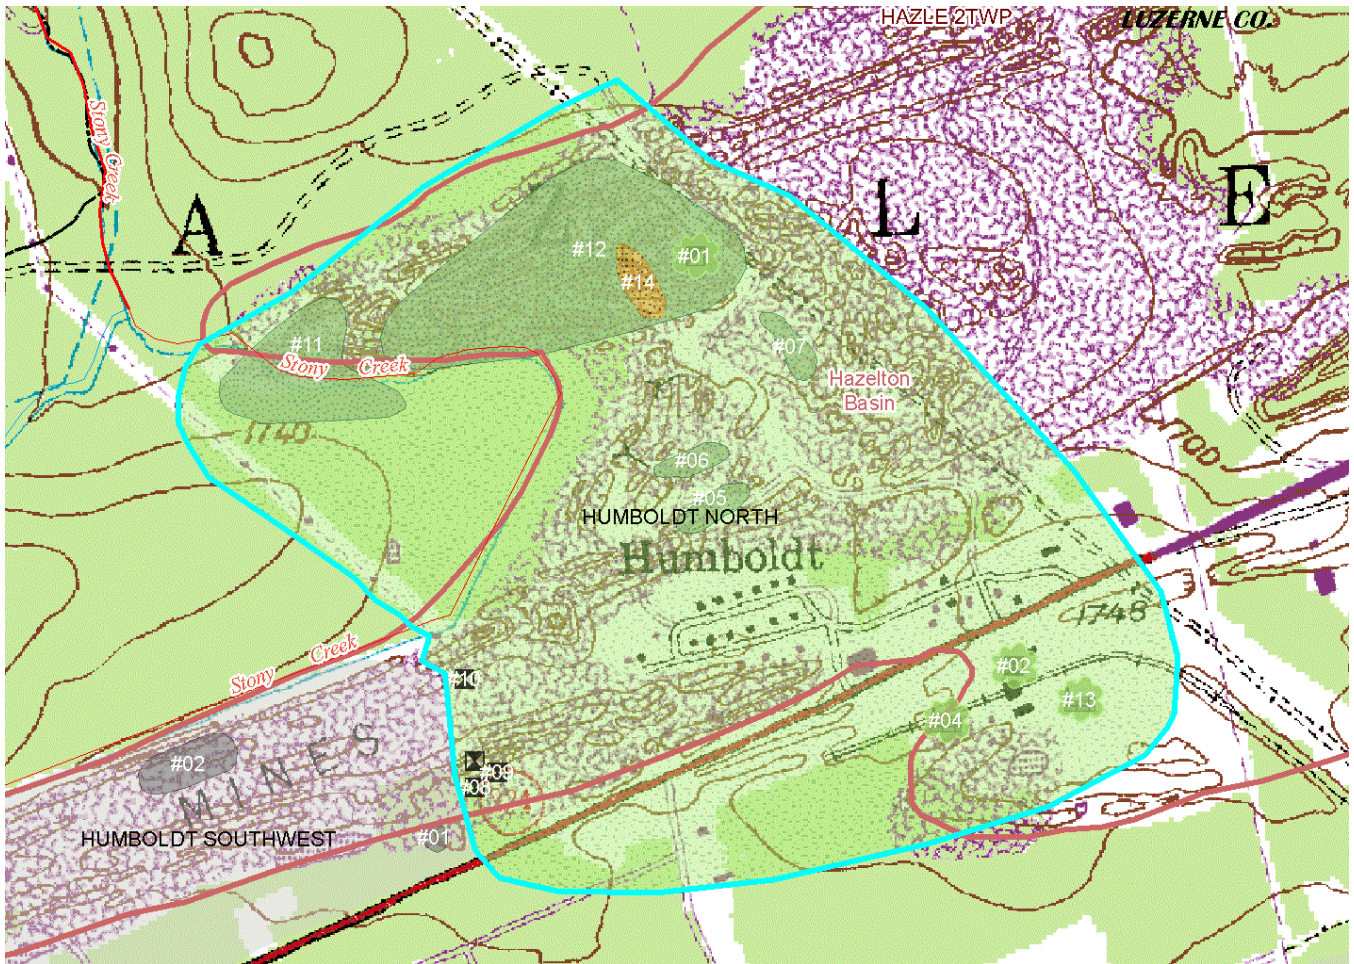 HAZLE 2TWP
LUZERNE CO.
Stony Creek
A
L
E
#12
#01
#14
#11
Stony Creek
#07
Hazelton
Basin
1740
1700
#06
#05
HUMBOLDT NORTH
Humboldt
1748
Stony Creek
#10
#02
#13
#04
#02
MINES
#09
#08
#01
HUMBOLDT SOUTHWEST